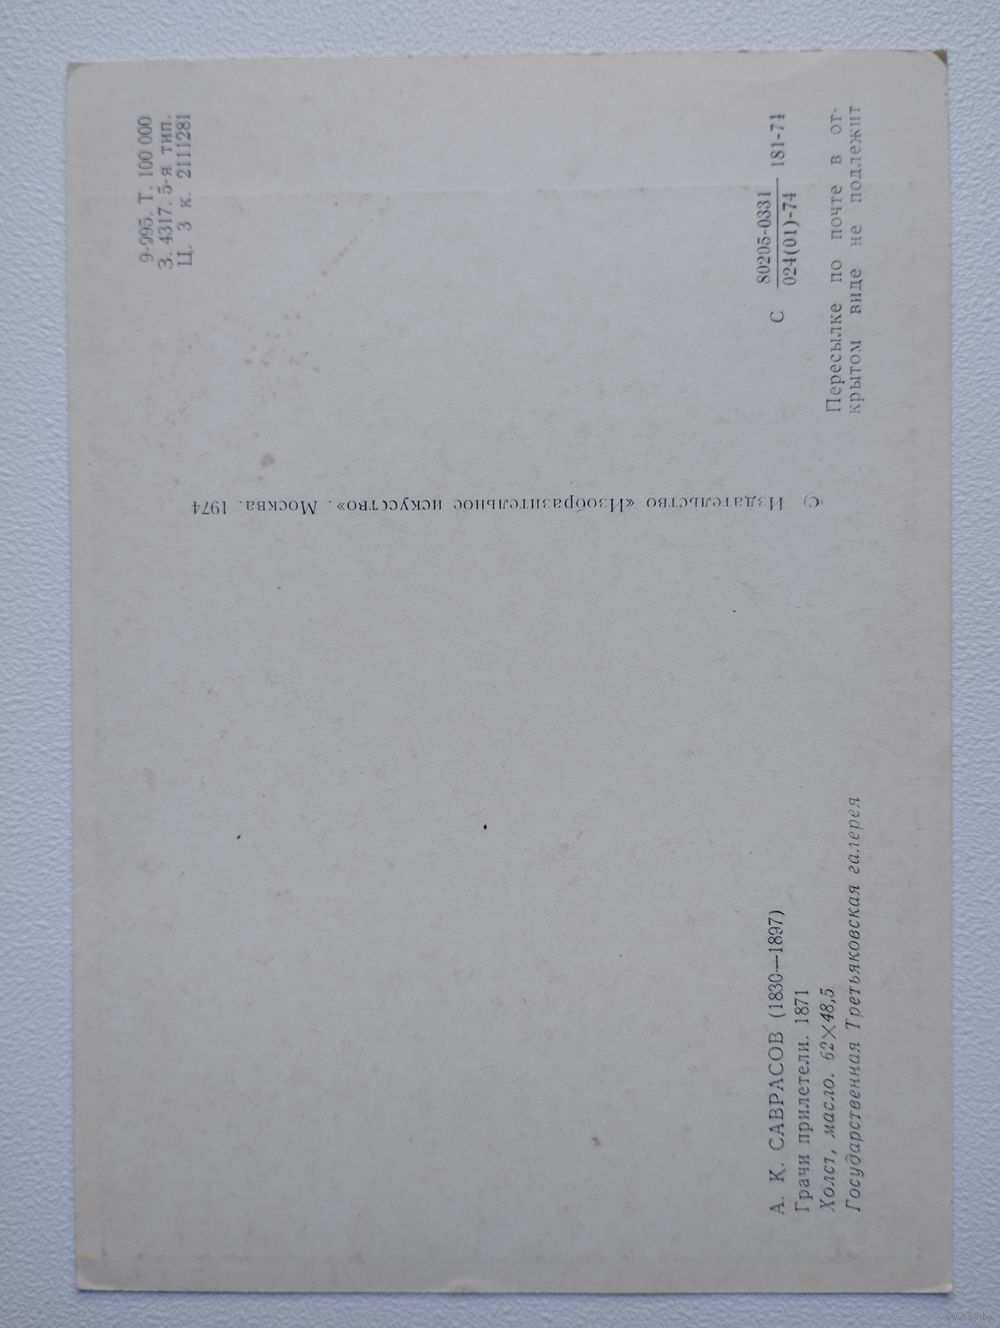 9-995. Т. 100 000
З. 4317. 5-я тип.
Ц. 3 к. 2111281
© Издательство «Изобразительное искусство». Москва. 1974
А. К. САВРАСОВ (1830—1897)
Грачи прилетели. 1871
Холст, масло. 62×48,5
Государственная Третьяковская галерея
80205-0331
С 181-74
024(01)-74
Пересылке по почте в от-
крытом виде не подлежит